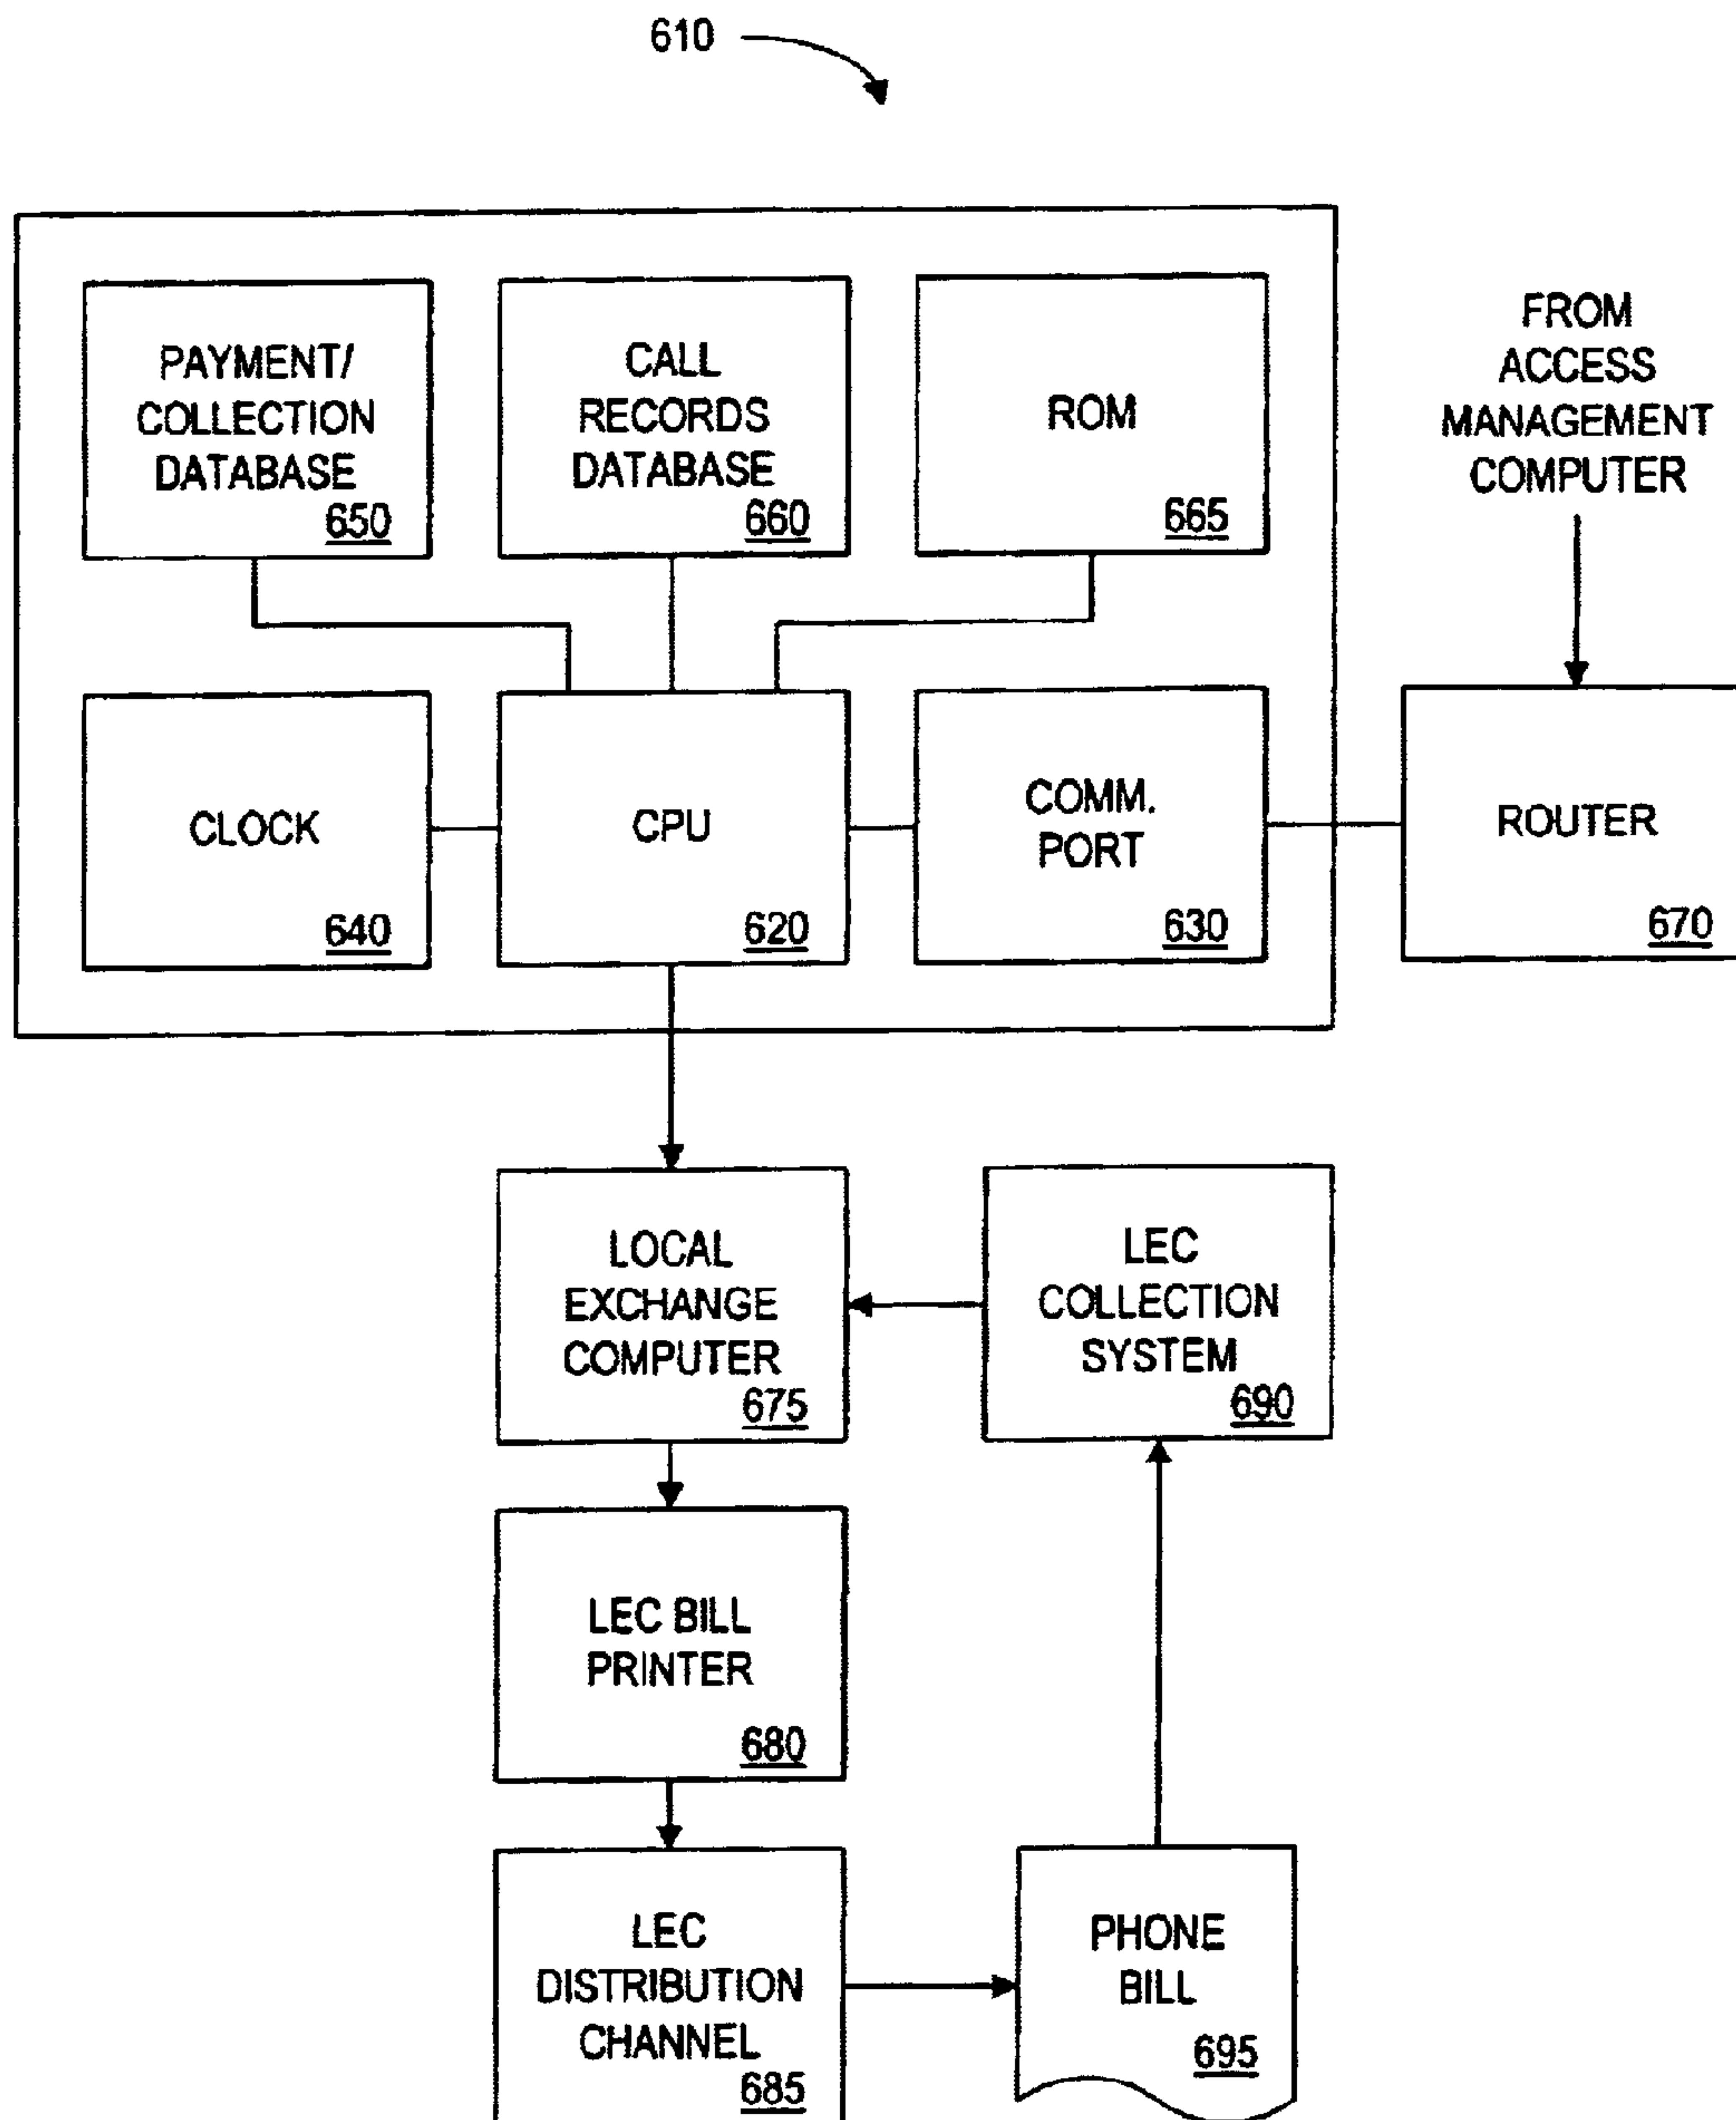 610
PAYMENT/
COLLECTION
DATABASE
650
CALL
RECORDS
DATABASE
660
ROM
665
FROM
ACCESS
MANAGEMENT
COMPUTER
CLOCK
640
CPU
620
COMM.
PORT
630
ROUTER
670
LOCAL
EXCHANGE
COMPUTER
675
LEC
COLLECTION
SYSTEM
690
LEC BILL
PRINTER
680
LEC
DISTRIBUTION
CHANNEL
685
PHONE
BILL
695